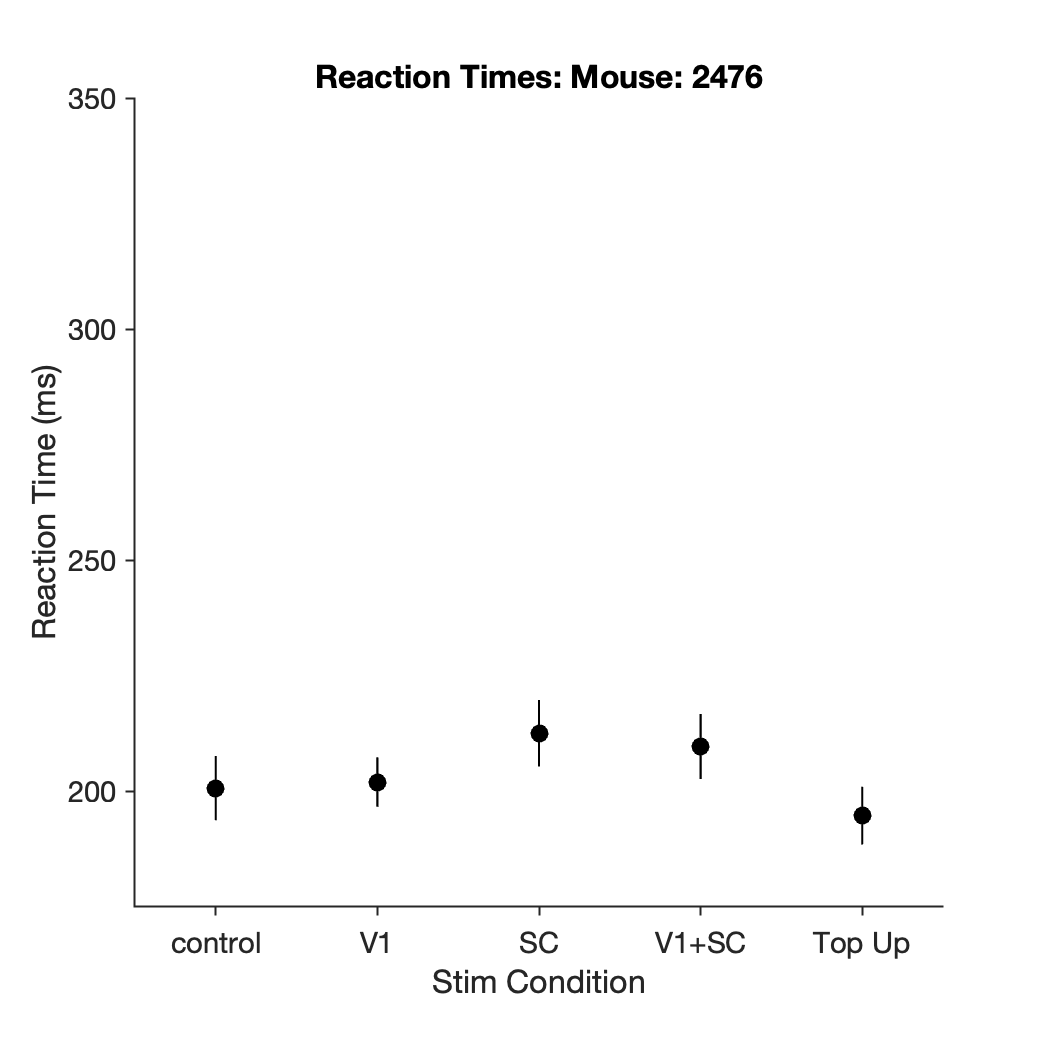 Reaction Times: Mouse: 2476
350
300
250
200
Reaction Time (ms)
control
V1
SC
V1+SC
Top Up
Stim Condition